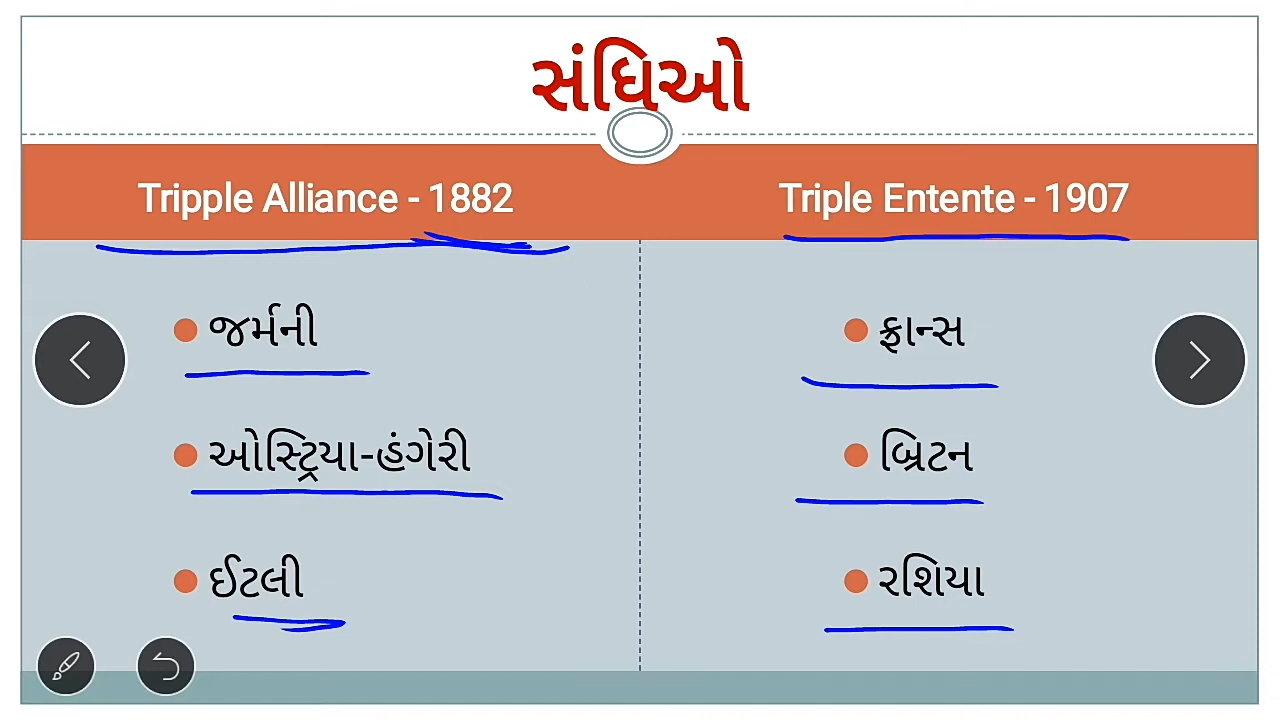 સંધિઓ
Tripple Alliance - 1882
જર્મની
ઓસ્ટ્રિયા-હંગેરી
ઈટલી
Triple Entente - 1907
ફ્રાન્સ
બ્રિટન
રશિયા